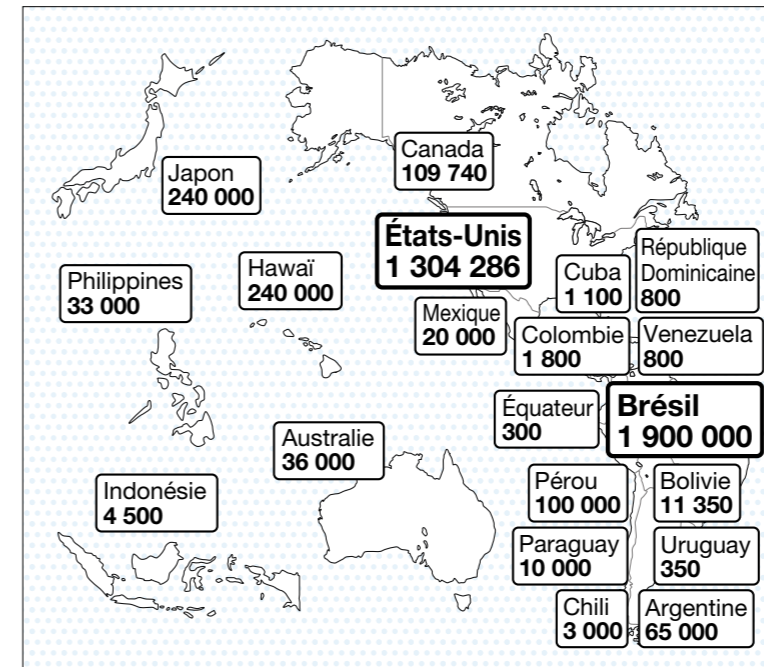 Canada
109 740
Japon
240 000
États-Unis
1 304 286
République
Dominicaine
800
Cuba
1 100
Hawaï
240 000
Philippines
33 000
Mexique
20 000
Colombie
1 800
Venezuela
800
Équateur
300
Brésil
1 900 000
Australie
36 000
Indonésie
4 500
Pérou
100 000
Bolivie
11 350
Paraguay
10 000
Uruguay
350
Chili
3 000
Argentine
65 000